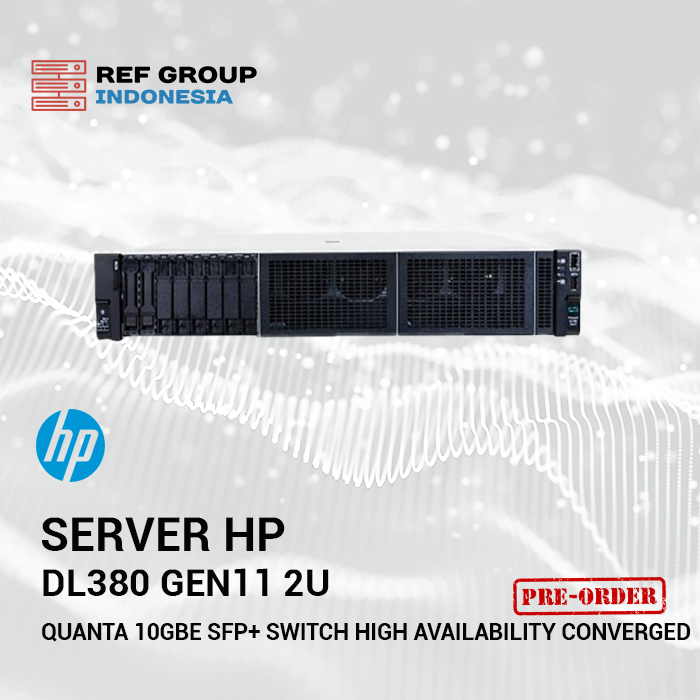 REF GROUP
INDONESIA
hp
SERVER HP
DL380 GEN11 2U
PRE-ORDER
QUANTA 10GBE SFP+ SWITCH HIGH AVAILABILITY CONVERGED